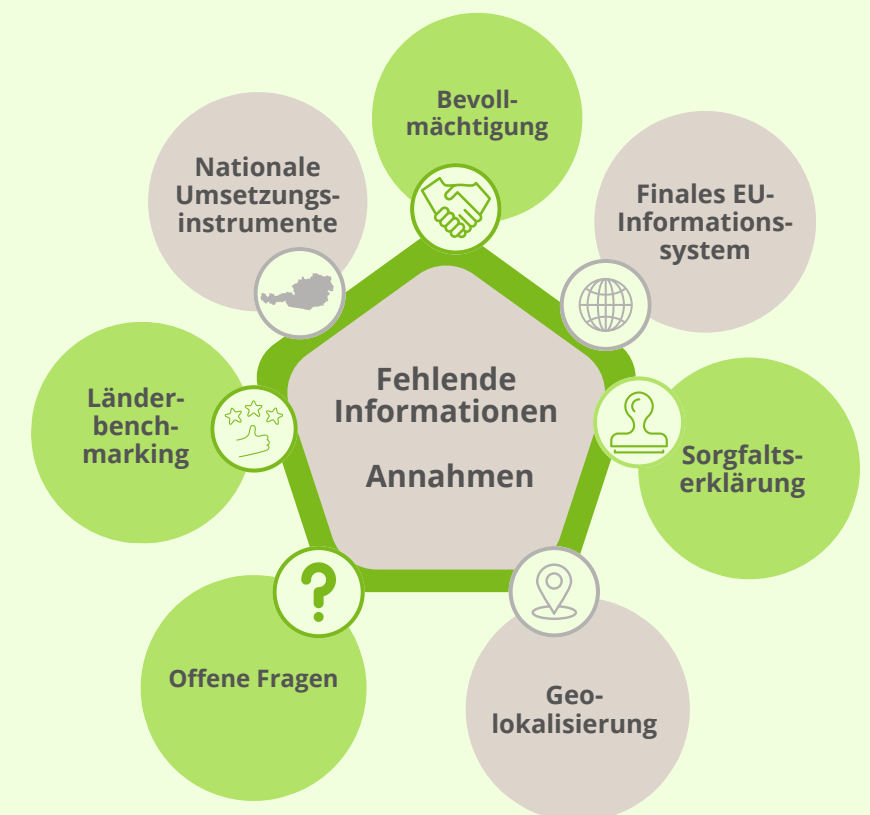 Bevoll-
mächtigung
Nationale
Umsetzungs-
instrumente
Finales EU-
Informations-
system
Fehlende
Informationen
Annahmen
Länder-
bench-
marking
Sorgfalts-
erklärung
Offene Fragen
Geo-
lokalisierung